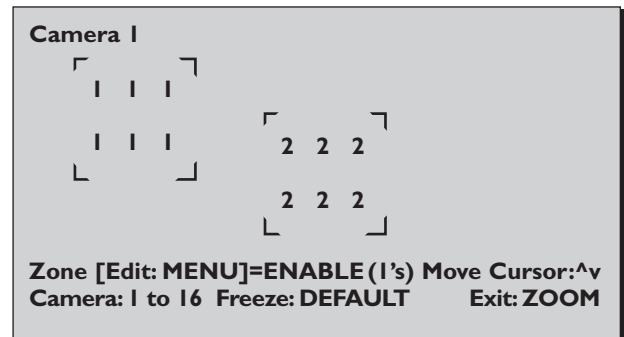 Camera 1
1 1 1
1 1 1
2 2 2
2 2 2
Zone [Edit: MENU]=ENABLE (1's) Move Cursor:^v
Camera: 1 to 16 Freeze: DEFAULT Exit: ZOOM